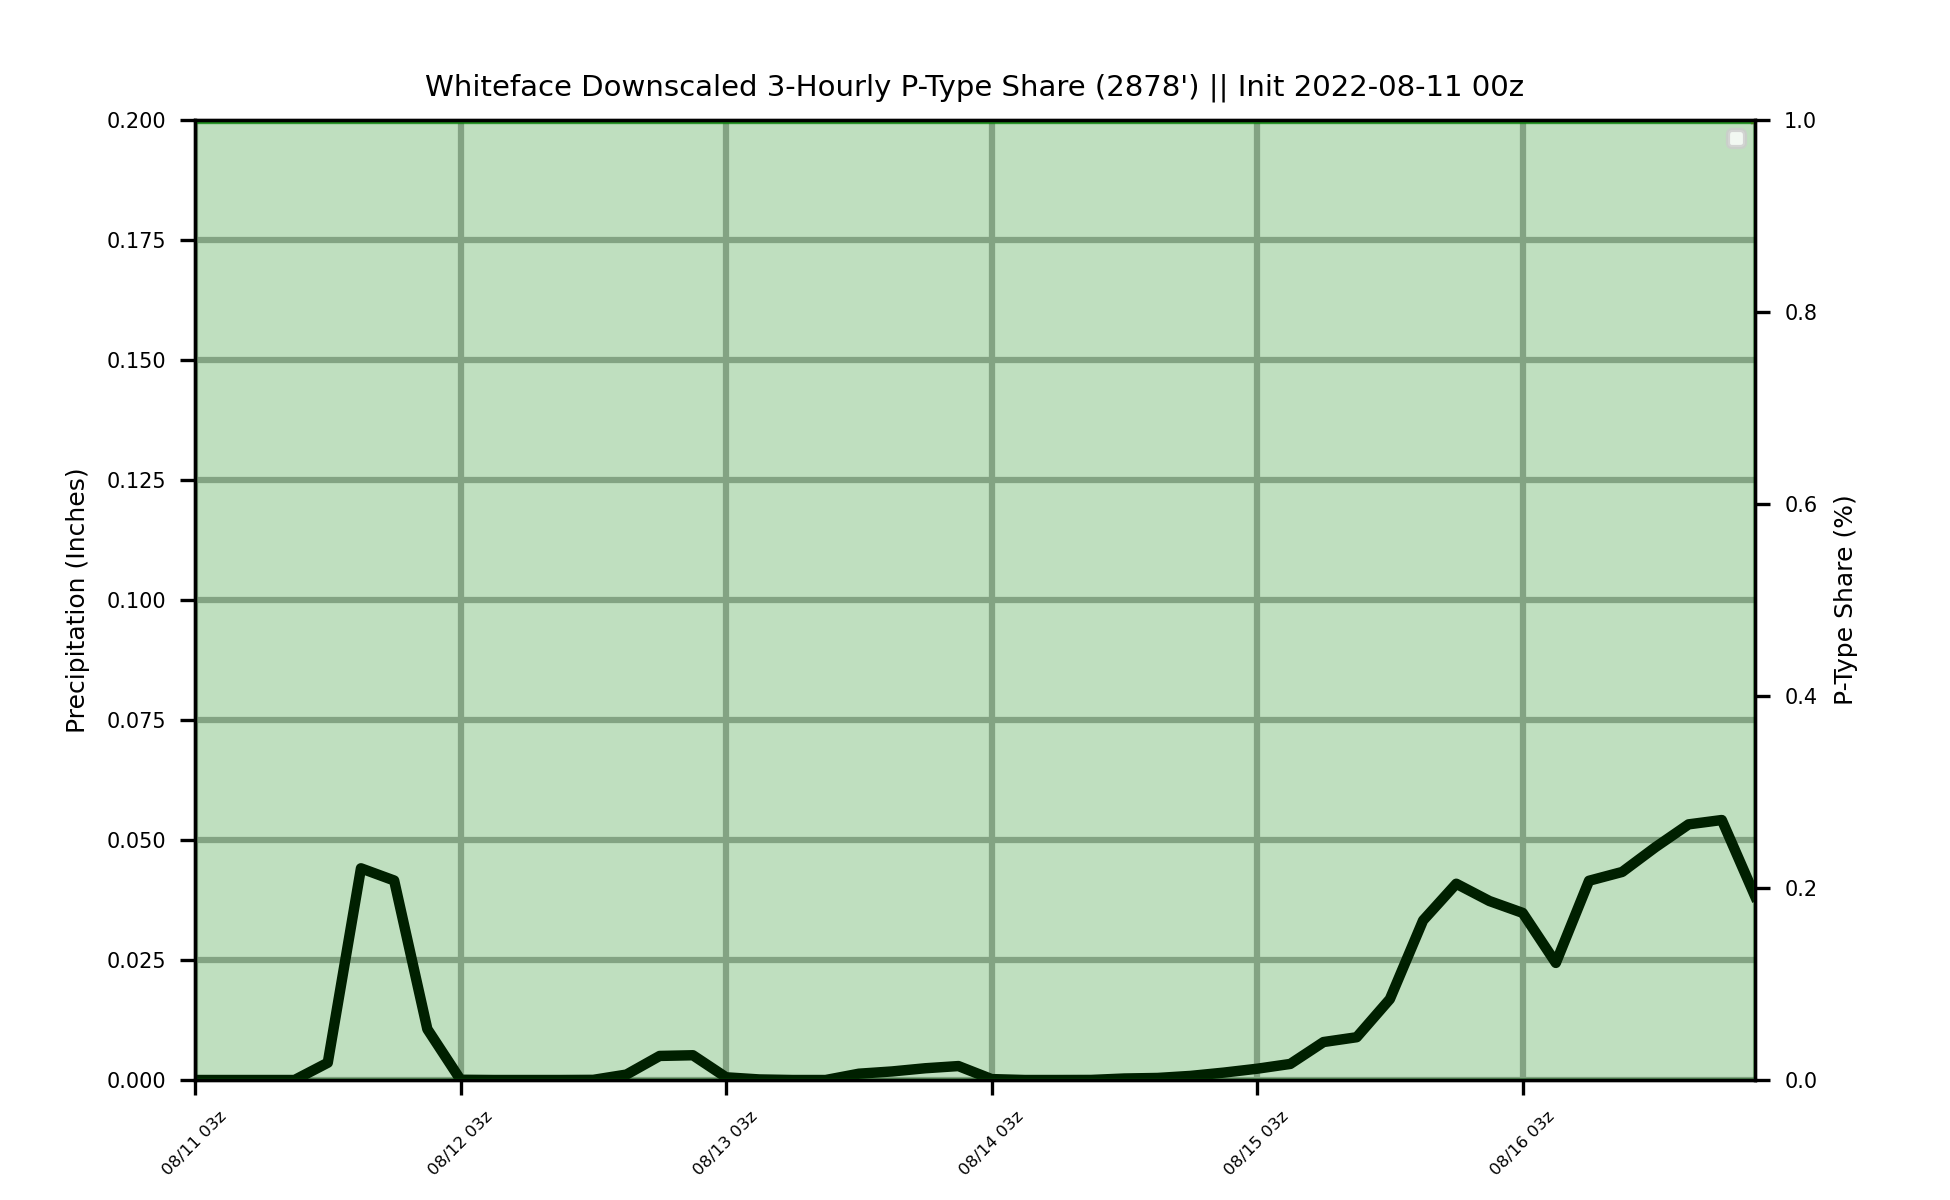 Whiteface Downscaled 3-Hourly P-Type Share (2878') || Init 2022-08-11 00z
Precipitation (Inches)
0.200
0.175
0.150
0.125
0.100
0.075
0.050
0.025
0.000
1.0
0.8
0.6
0.4
0.2
0.0
P-Type Share (%)
08/11 03z
08/12 03z
08/13 03z
08/14 03z
08/15 03z
08/16 03z